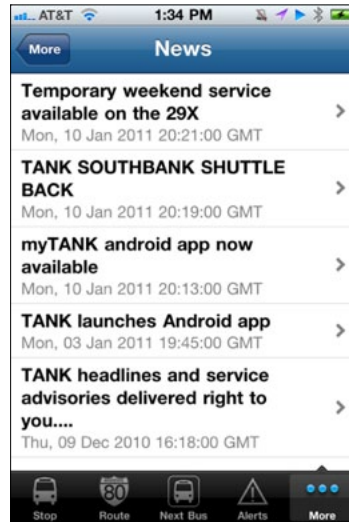 AT&T 1:34 PM
More News
Temporary weekend service
available on the 29X
Mon, 10 Jan 2011 20:21:00 GMT
TANK SOUTHBANK SHUTTLE
BACK
Mon, 10 Jan 2011 20:19:00 GMT
myTANK android app now
available
Mon, 10 Jan 2011 20:13:00 GMT
TANK launches Android app
Mon, 03 Jan 2011 19:45:00 GMT
TANK headlines and service
advisories delivered right to
you....
Thu, 09 Dec 2010 16:18:00 GMT
80
Stop Route Next Bus Alerts More